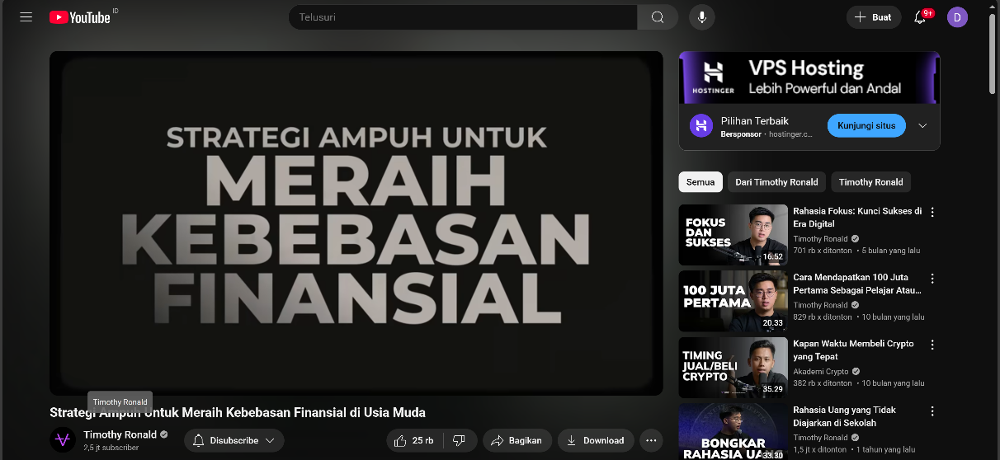 YouTube ID
Telusuri
Buat
9+
D
STRATEGI AMPUH UNTUK
MERAIH
KEBEBASAN
FINANSIAL
Timothy Ronald
Strategi Ampuh Untuk Meraih Kebebasan Finansial di Usia Muda
Timothy Ronald
2,5 jt subscriber
Disubscribe
25 rb
Bagikan
Download
HOSTINGER
VPS Hosting
Lebih Powerful dan Andal
Pilihan Terbaik
Bersponsor · hostinger.c...
Kunjungi situs
Semua
Dari Timothy Ronald
Timothy Ronald
FOKUS
DAN
SUKSES
16.52
Rahasia Fokus: Kunci Sukses di
Era Digital
Timothy Ronald
701 rb x ditonton • 5 bulan yang lalu
100 JUTA
PERTAMA
20.33
Cara Mendapatkan 100 Juta
Pertama Sebagai Pelajar Atau...
Timothy Ronald
829 rb x ditonton • 10 bulan yang lalu
TIMING
JUAL/BELI
CRYPTO
35.29
Kapan Waktu Membeli Crypto
yang Tepat
Akademi Crypto
382 rb x ditonton • 10 bulan yang lalu
BONGKAR
RAHASIA UA
33.30
Rahasia Uang yang Tidak
Diajarkan di Sekolah
Timothy Ronald
1,5 jt x ditonton • 1 tahun yang lalu